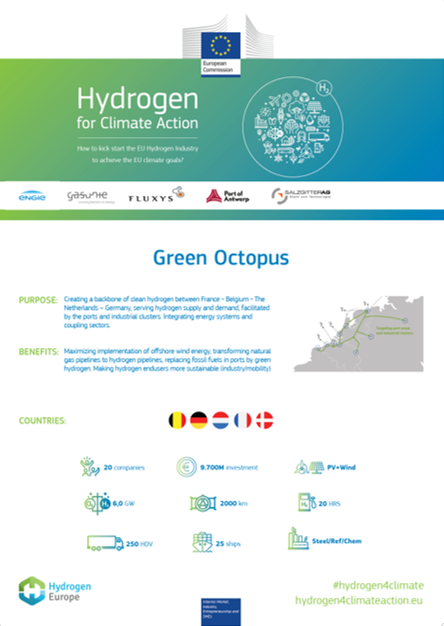 European
Commission
Hydrogen
for Climate Action
H2
How to kick start the EU Hydrogen Industry
to achieve the EU climate goals?
ENGIE
gasunie
FLUXYS
Port of
Antwerp
SALZGITTERAG
Green Octopus
PURPOSE:
Creating a backbone of clean hydrogen between France - Belgium - The
Netherlands – Germany, serving hydrogen supply and demand, facilitated
by the ports and industrial clusters. Integrating energy systems and
coupling sectors.
BENEFITS:
Maximizing implementation of offshore wind energy, transforming natural
gas pipelines to hydrogen pipelines, replacing fossil fuels in ports by green
hydrogen. Making hydrogen endusers more sustainable (industry/mobility)
COUNTRIES:
20 companies
9.700M investment
PV+Wind
H2 6,0 GW
2000 km
H2 20 HRS
250 HDV
25 ships
Steel/Ref/Chem
Hydrogen
Europe
#hydrogen4climate
hydrogen4climateaction.eu